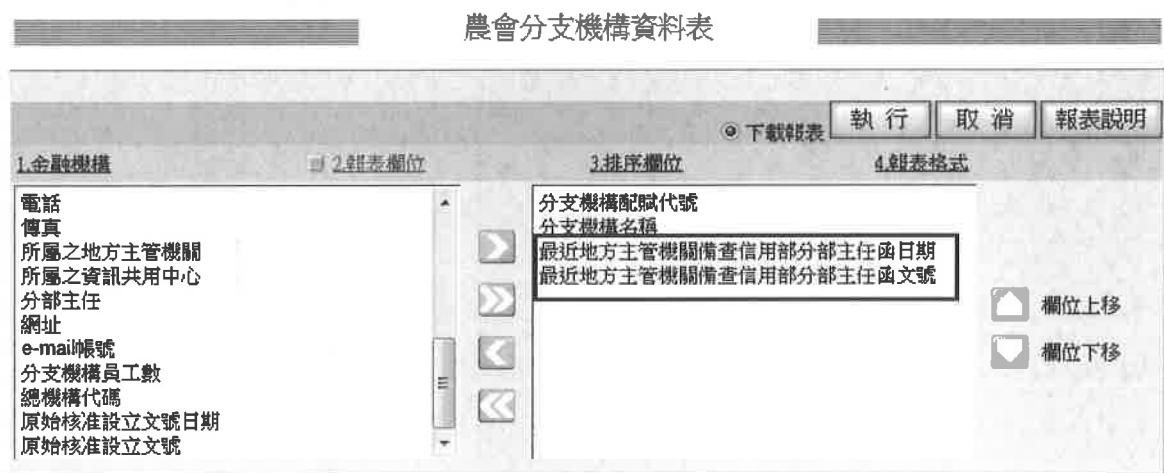 農會分支機構資料表
下載報表 執行 取消 報表說明
1.金融機構 2.報表欄位 3.排序欄位 4.報表格式
電話
傳真
所屬之地方主管機關
所屬之資訊共用中心
分部主任
網址
e-mail帳號
分支機構員工數
總機構代碼
原始核准設立文號日期
原始核准設立文號
分支機構配賦代號
分支機構名稱
最近地方主管機關備查信用部分部主任函日期
最近地方主管機關備查信用部分部主任函文號
欄位上移
欄位下移